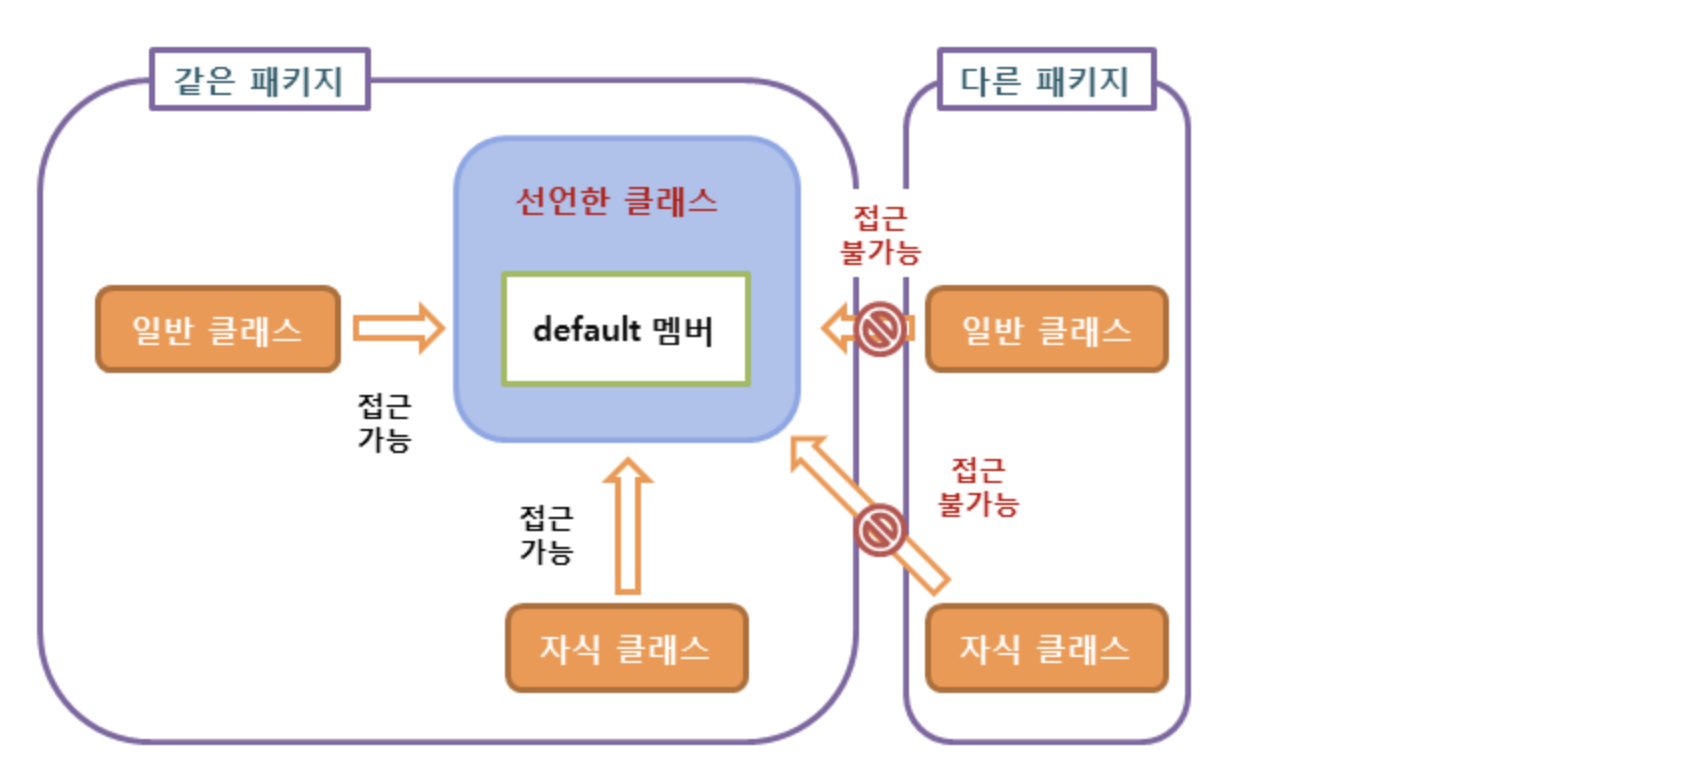 같은 패키지
다른 패키지
선언한 클래스
접근
불가능
일반 클래스
default 멤버
일반 클래스
접근
가능
접근
불가능
접근
가능
자식 클래스
자식 클래스